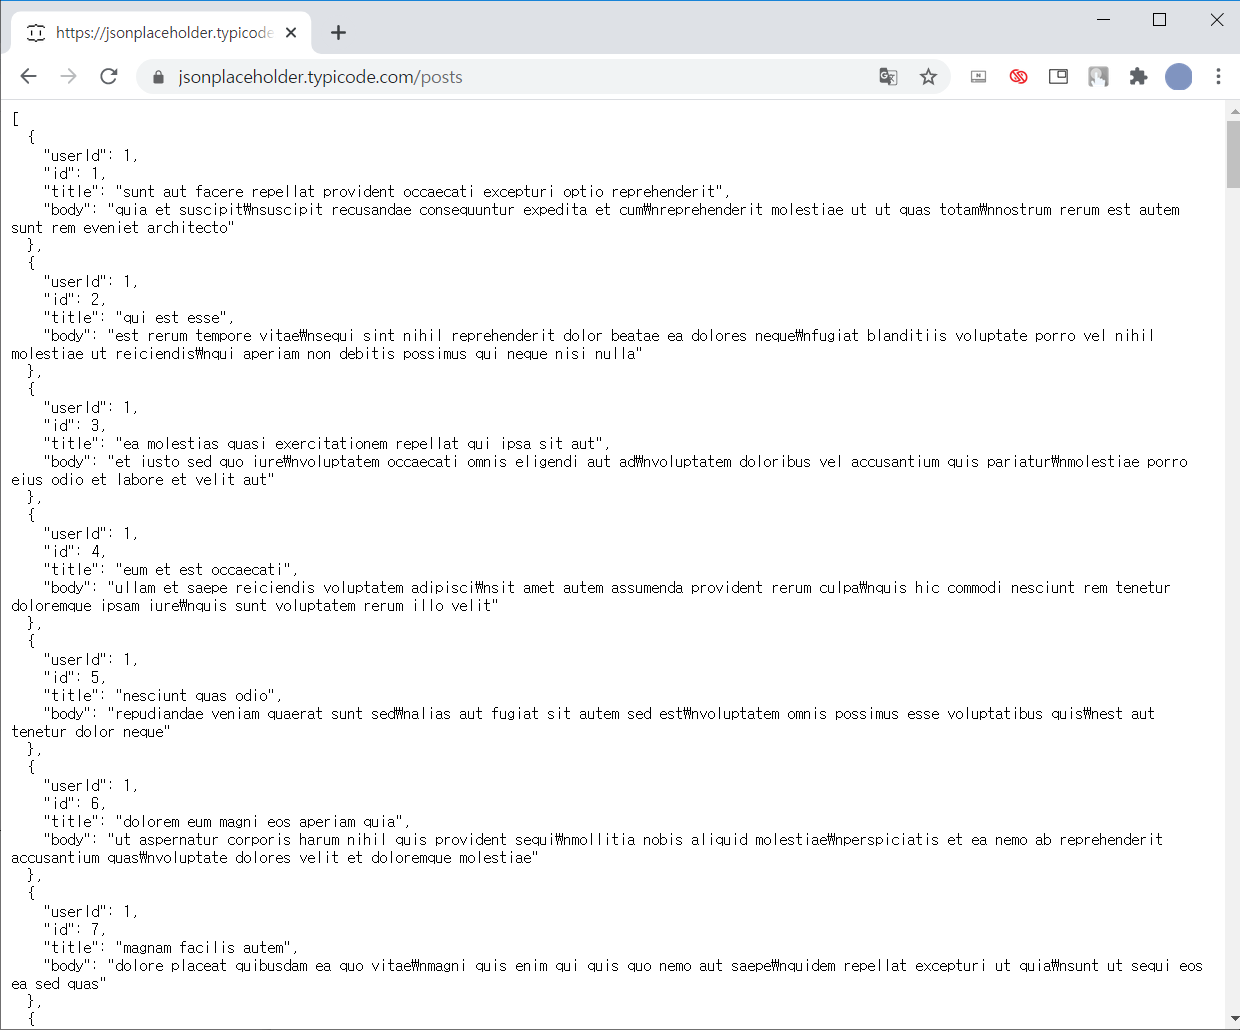 https://jsonplaceholder.typicode
jsonplaceholder.typicode.com/posts
[
  {
    "userId": 1,
    "id": 1,
    "title": "sunt aut facere repellat provident occaecati excepturi optio reprehenderit",
    "body": "quia et suscipit₩nsuscipit recusandae consequuntur expedita et cum₩nreprehenderit molestiae ut ut quas totam₩nnostrum rerum est autem
sunt rem eveniet architecto"
  },
  {
    "userId": 1,
    "id": 2,
    "title": "qui est esse",
    "body": "est rerum tempore vitae₩nsequi sint nihil reprehenderit dolor beatae ea dolores neque₩nfugiat blanditiis voluptate porro vel nihil
molestiae ut reiciendis₩nqui aperiam non debitis possimus qui neque nisi nulla"
  },
  {
    "userId": 1,
    "id": 3,
    "title": "ea molestias quasi exercitationem repellat qui ipsa sit aut",
    "body": "et iusto sed quo iure₩nvoluptatem occaecati omnis eligendi aut ad₩nvoluptatem doloribus vel accusantium quis pariatur₩nmolestiae porro
eius odio et labore et velit aut"
  },
  {
    "userId": 1,
    "id": 4,
    "title": "eum et est occaecati",
    "body": "ullam et saepe reiciendis voluptatem adipisci₩nsit amet autem assumenda provident rerum culpa₩nquis hic commodi nesciunt rem tenetur
doloremque ipsam iure₩nquis sunt voluptatem rerum illo velit"
  },
  {
    "userId": 1,
    "id": 5,
    "title": "nesciunt quas odio",
    "body": "repudiandae veniam quaerat sunt sed₩nalias aut fugiat sit autem sed est₩nvoluptatem omnis possimus esse voluptatibus quis₩nest aut
tenetur dolor neque"
  },
  {
    "userId": 1,
    "id": 6,
    "title": "dolorem eum magni eos aperiam quia",
    "body": "ut aspernatur corporis harum nihil quis provident sequi₩nmollitia nobis aliquid molestiae₩nperspiciatis et ea nemo ab reprehenderit
accusantium quas₩nvoluptate dolores velit et doloremque molestiae"
  },
  {
    "userId": 1,
    "id": 7,
    "title": "magnam facilis autem",
    "body": "dolore placeat quibusdam ea quo vitae₩nmagni quis enim qui quis quo nemo aut saepe₩nquidem repellat excepturi ut quia₩nsunt ut sequi eos
ea sed quas"
  },
  {